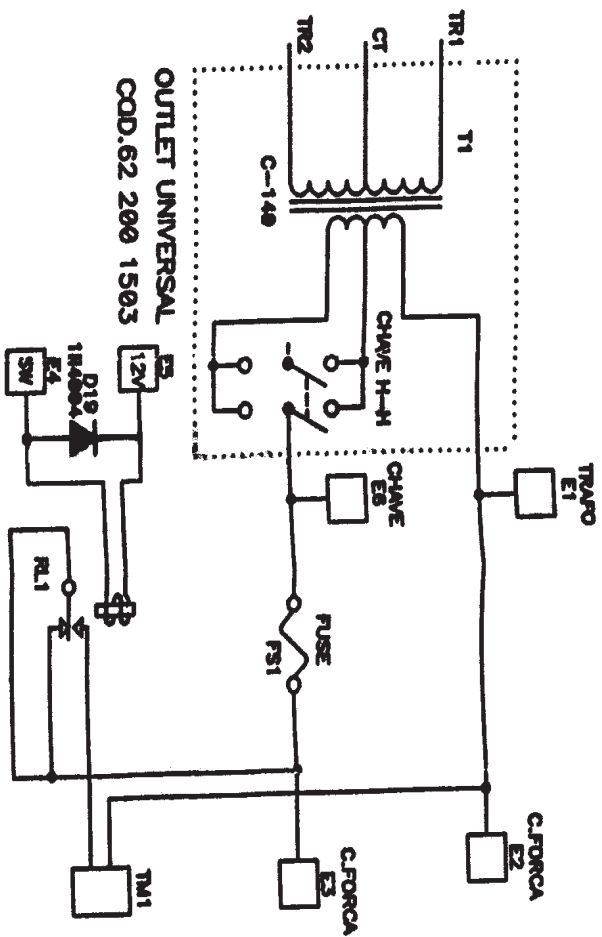 TR1
CT
TR2
T1
C-140
CHAVE H-H
OUTLET UNIVERSAL
COD.62 200 1503
TRAFO
E1
CHAVE
E6
FUSE
FS1
C.FORCA
E2
C.FORCA
E3
E5
12V
D19
1N4004
E4
SW
RL1
TM1